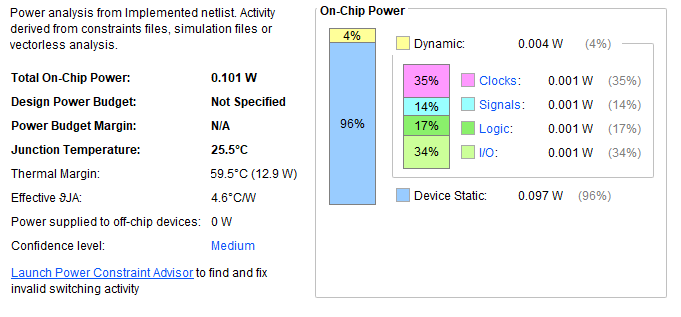 Power analysis from Implemented netlist. Activity
derived from constraints files, simulation files or
vectorless analysis.
Total On-Chip Power: 0.101 W
Design Power Budget: Not Specified
Power Budget Margin: N/A
Junction Temperature: 25.5°C
Thermal Margin: 59.5°C (12.9 W)
Effective ϑJA: 4.6°C/W
Power supplied to off-chip devices: 0 W
Confidence level: Medium
Launch Power Constraint Advisor to find and fix
invalid switching activity
On-Chip Power
4%
96%
Dynamic: 0.004 W (4%)
35% Clocks: 0.001 W (35%)
14% Signals: 0.001 W (14%)
17% Logic: 0.001 W (17%)
34% I/O: 0.001 W (34%)
Device Static: 0.097 W (96%)